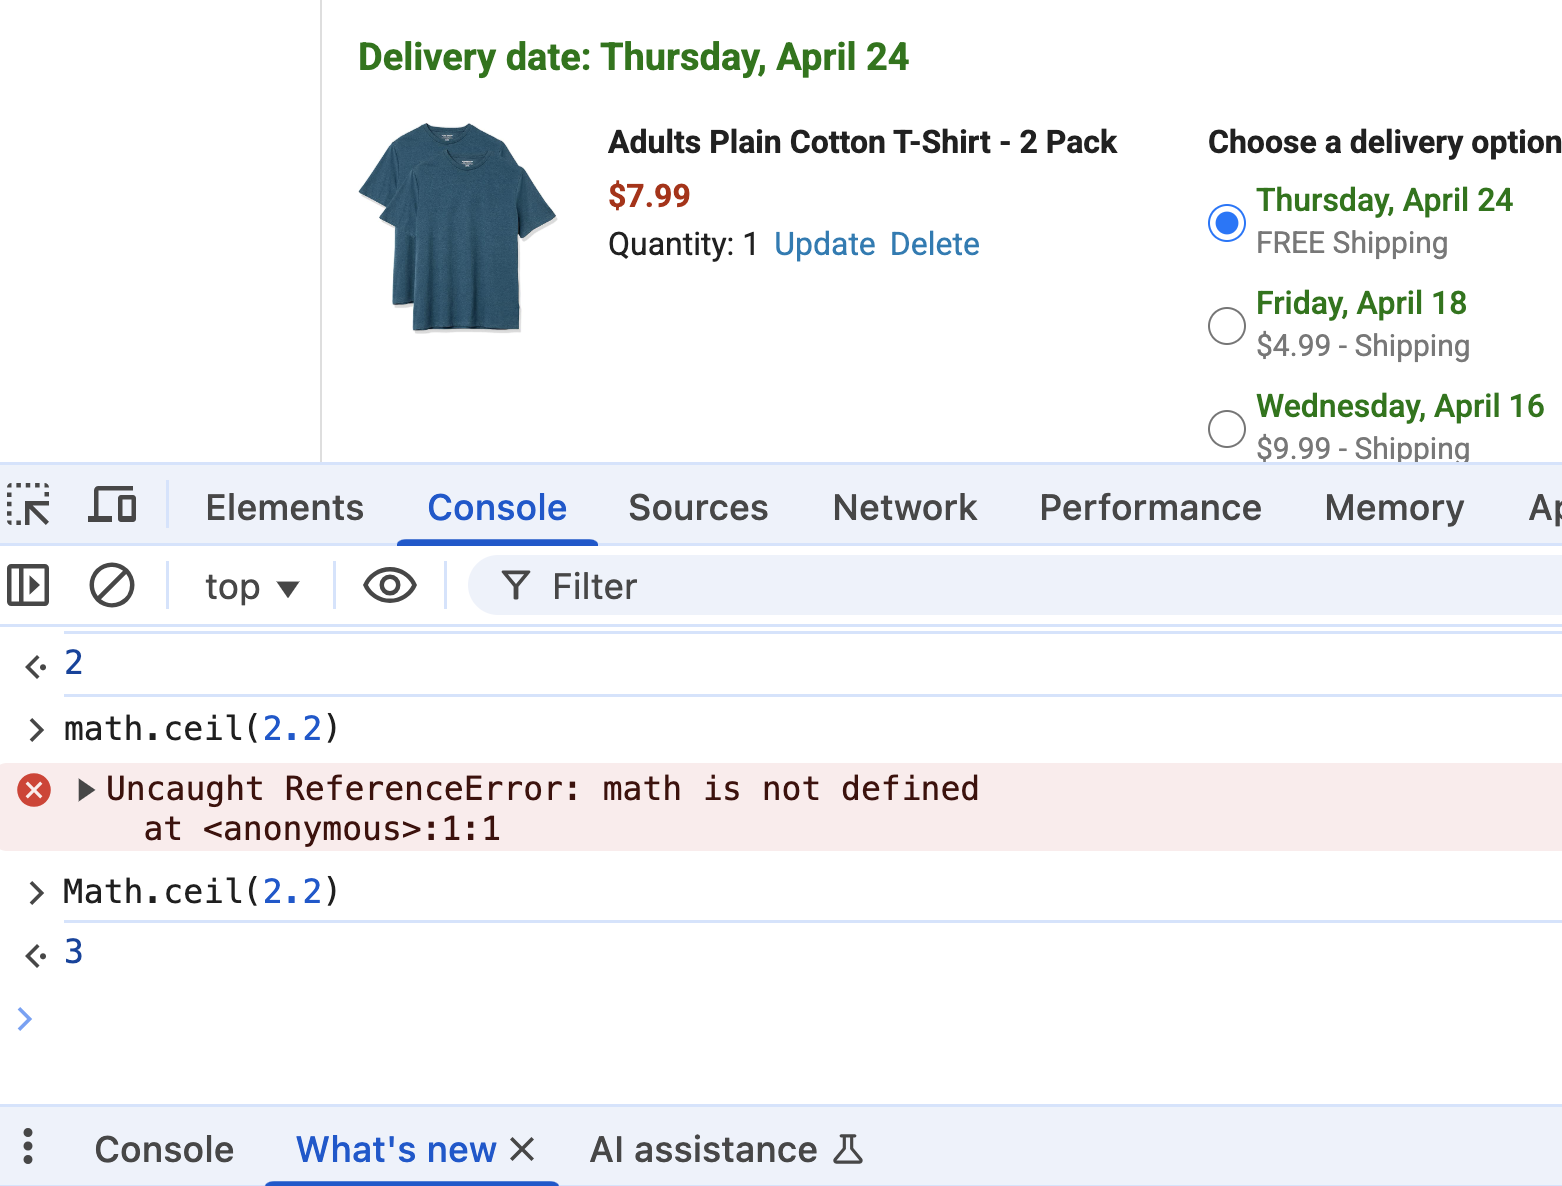 Delivery date: Thursday, April 24
Adults Plain Cotton T-Shirt - 2 Pack
$7.99
Quantity: 1 Update Delete
Choose a delivery option
Thursday, April 24
FREE Shipping
Friday, April 18
$4.99 - Shipping
Wednesday, April 16
$9.99 - Shipping
Elements Console Sources Network Performance Memory Ap
top Filter
2
math.ceil(2.2)
Uncaught ReferenceError: math is not defined
at <anonymous>:1:1
Math.ceil(2.2)
3
Console What's new AI assistance